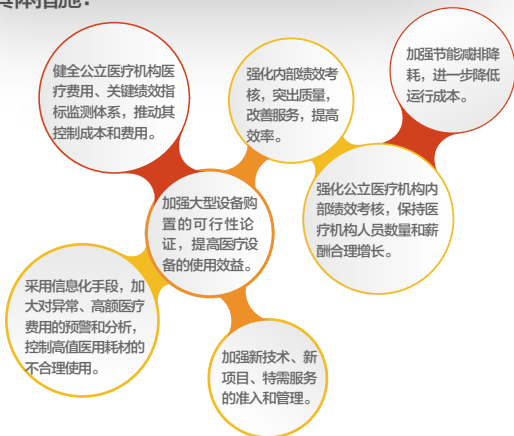 具体措施：
健全公立医疗机构医
疗费用、关键绩效指
标监测体系，推动其
控制成本和费用。
强化内部绩效考
核，突出质量，
改善服务，提高
效率。
加强节能减排降
耗，进一步降低
运行成本。
加强大型设备购
置的可行性论
证，提高医疗设
备的使用效益。
强化公立医疗机构内
部绩效考核，保持医
疗机构人员数量和薪
酬合理增长。
采用信息化手段，加
大对异常、高额医疗
费用的预警和分析，
控制高值医用耗材的
不合理使用。
加强新技术、新
项目、特需服务
的准入和管理。